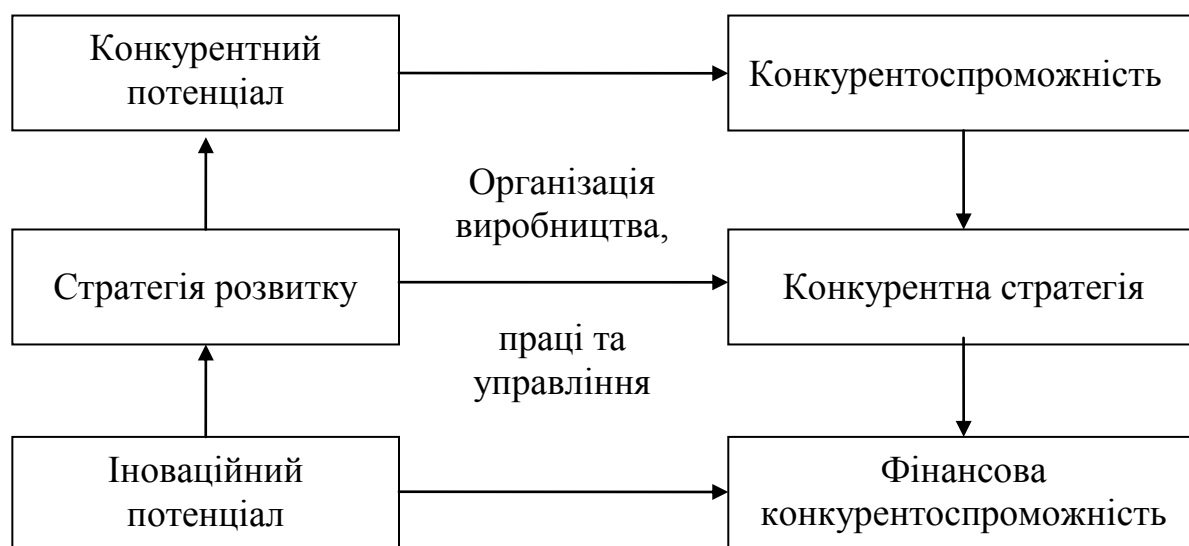 Конкурентний
потенціал
Конкурентоспроможність
Організація
виробництва,
Стратегія розвитку
Конкурентна стратегія
праці та
управління
Іноваційний
потенціал
Фінансова
конкурентоспроможність